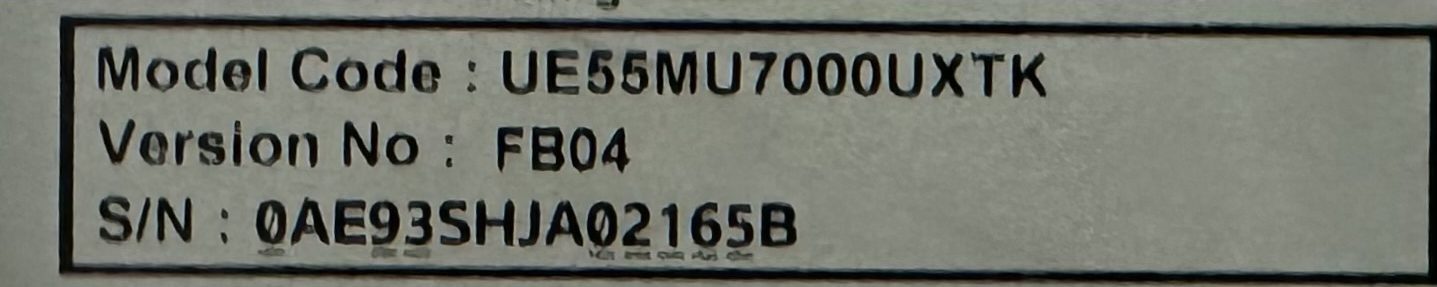 Model Code : UE55MU7000UXTK
Version No : FB04
S/N : 0AE93SHJA02165B